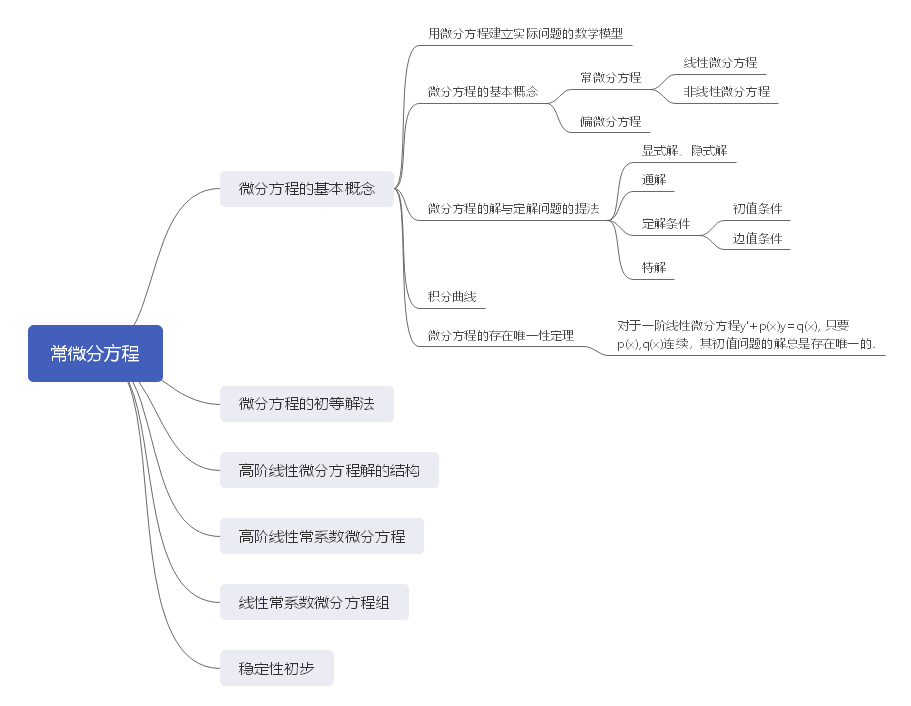 常微分方程
微分方程的基本概念
用微分方程建立实际问题的数学模型
微分方程的基本概念
常微分方程
线性微分方程
非线性微分方程
偏微分方程
微分方程的解与定解问题的提法
显式解、隐式解
通解
定解条件
初值条件
边值条件
特解
积分曲线
微分方程的存在唯一性定理
对于一阶线性微分方程y'+p(x)y=q(x), 只要
p(x),q(x)连续，其初值问题的解总是存在唯一的.
微分方程的初等解法
高阶线性微分方程解的结构
高阶线性常系数微分方程
线性常系数微分方程组
稳定性初步